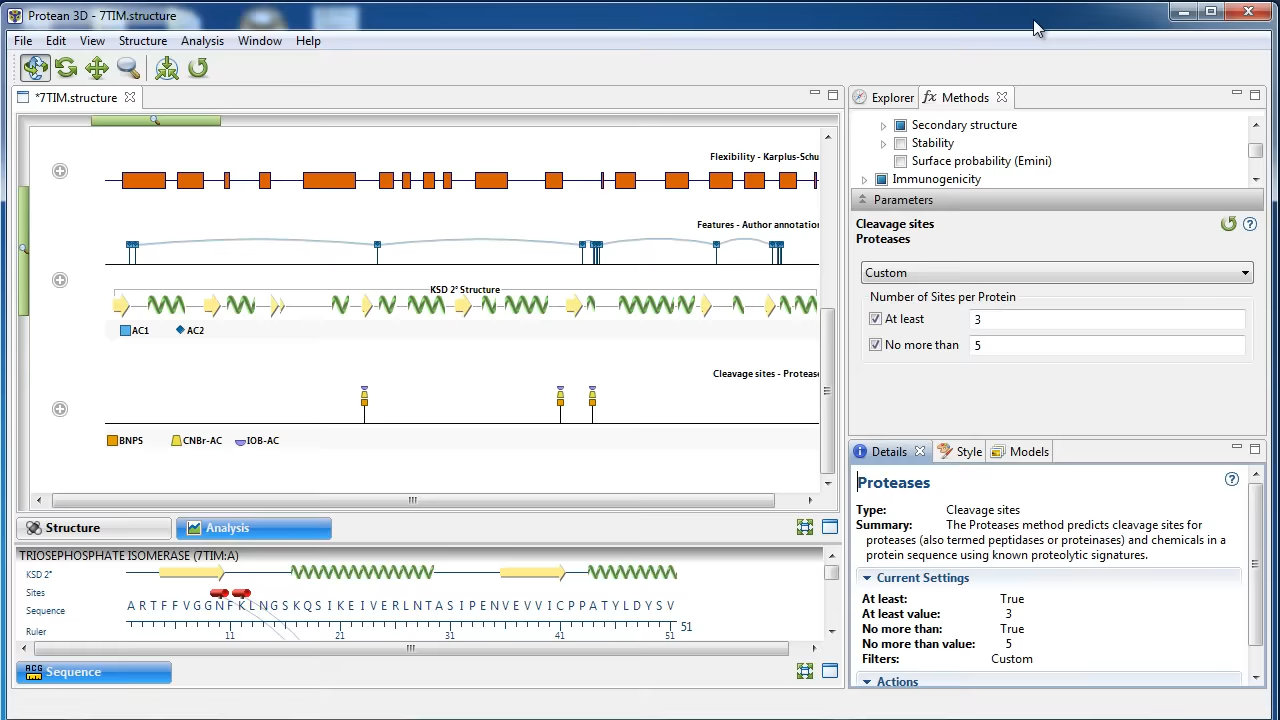 Protean 3D - 7TIM.structure
File Edit View Structure Analysis Window Help
*7TIM.structure
Flexibility - Karplus-Schu
Features - Author annotation
KSD 2° Structure
AC1 AC2
Cleavage sites - Protease
BNPS CNBr-AC IOB-AC
Structure Analysis
TRIOSEPHOSPHATE ISOMERASE (7TIM:A)
KSD 2°
Sites
Sequence A R T F F V G G N F K L N G S K Q S I K E I V E R L N T A S I P E N V E V V I C P P A T Y L D Y S V
Ruler 11 21 31 41 51 51
Sequence
Explorer fx Methods
Secondary structure
Stability
Surface probability (Emini)
Immunogenicity
Parameters
Cleavage sites
Proteases
Custom
Number of Sites per Protein
At least 3
No more than 5
Details Style Models
Proteases
Type: Cleavage sites
Summary: The Proteases method predicts cleavage sites for
proteases (also termed peptidases or proteinases) and chemicals in a
protein sequence using known proteolytic signatures.
Current Settings
At least: True
At least value: 3
No more than: True
No more than value: 5
Filters: Custom
Actions